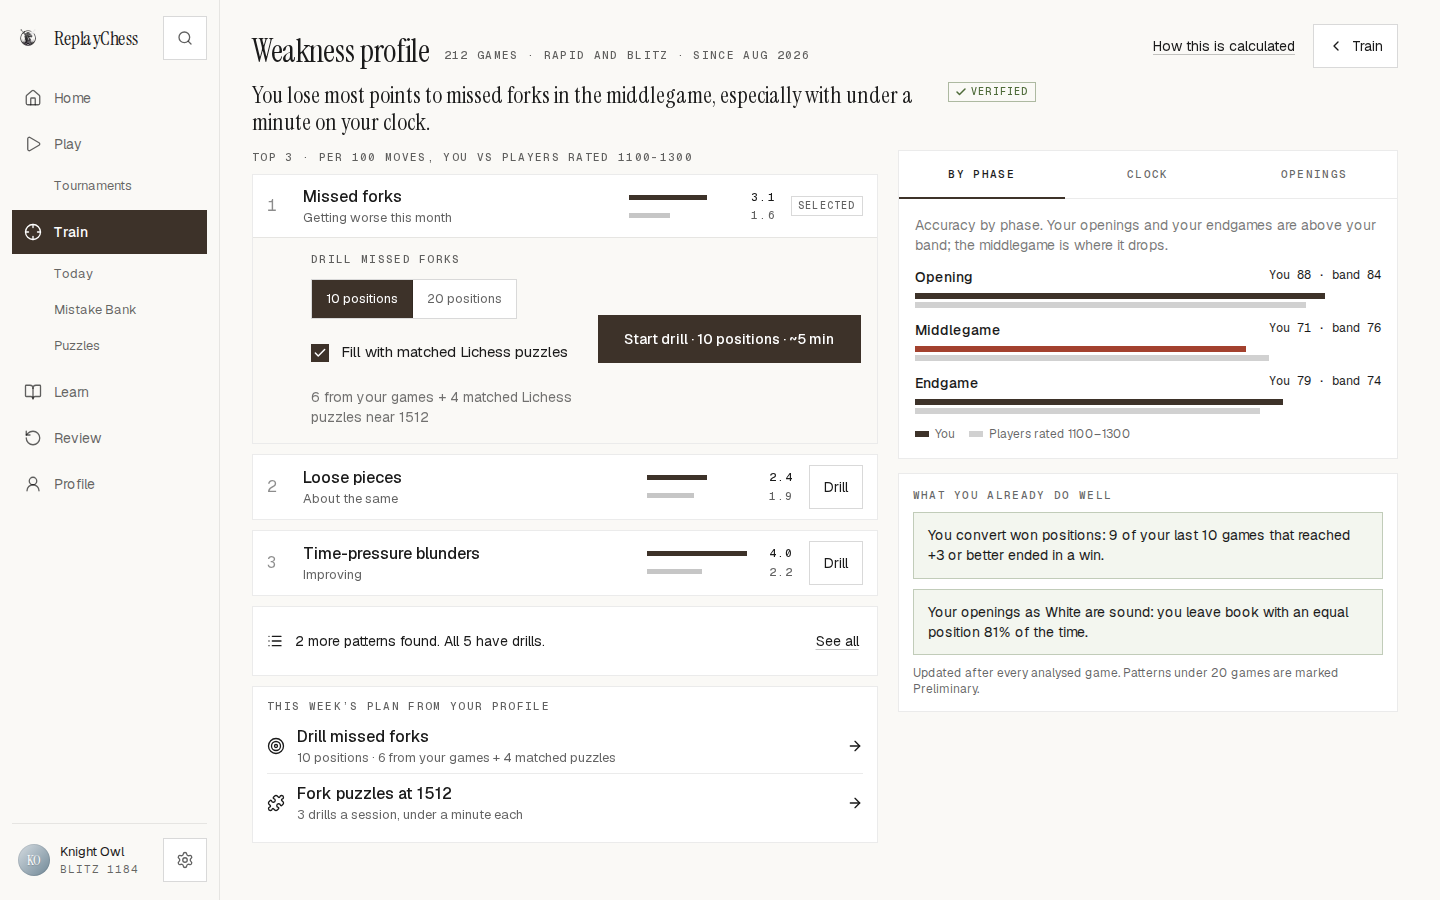 ReplayChess
Home
Play
Tournaments
Train
Today
Mistake Bank
Puzzles
Learn
Review
Profile
KO
Knight Owl
BLITZ 1184
Weakness profile
212 GAMES · RAPID AND BLITZ · SINCE AUG 2026
How this is calculated
Train
You lose most points to missed forks in the middlegame, especially with under a
minute on your clock.
VERIFIED
TOP 3 · PER 100 MOVES, YOU VS PLAYERS RATED 1100-1300
1
Missed forks
Getting worse this month
3.1
1.6
SELECTED
DRILL MISSED FORKS
10 positions
20 positions
Fill with matched Lichess puzzles
Start drill · 10 positions · ~5 min
6 from your games + 4 matched Lichess
puzzles near 1512
2
Loose pieces
About the same
2.4
1.9
Drill
3
Time-pressure blunders
Improving
4.0
2.2
Drill
2 more patterns found. All 5 have drills.
See all
THIS WEEK'S PLAN FROM YOUR PROFILE
Drill missed forks
10 positions · 6 from your games + 4 matched puzzles
Fork puzzles at 1512
3 drills a session, under a minute each
BY PHASE
CLOCK
OPENINGS
Accuracy by phase. Your openings and your endgames are above your
band; the middlegame is where it drops.
Opening
You 88 · band 84
Middlegame
You 71 · band 76
Endgame
You 79 · band 74
You
Players rated 1100–1300
WHAT YOU ALREADY DO WELL
You convert won positions: 9 of your last 10 games that reached
+3 or better ended in a win.
Your openings as White are sound: you leave book with an equal
position 81% of the time.
Updated after every analysed game. Patterns under 20 games are marked
Preliminary.